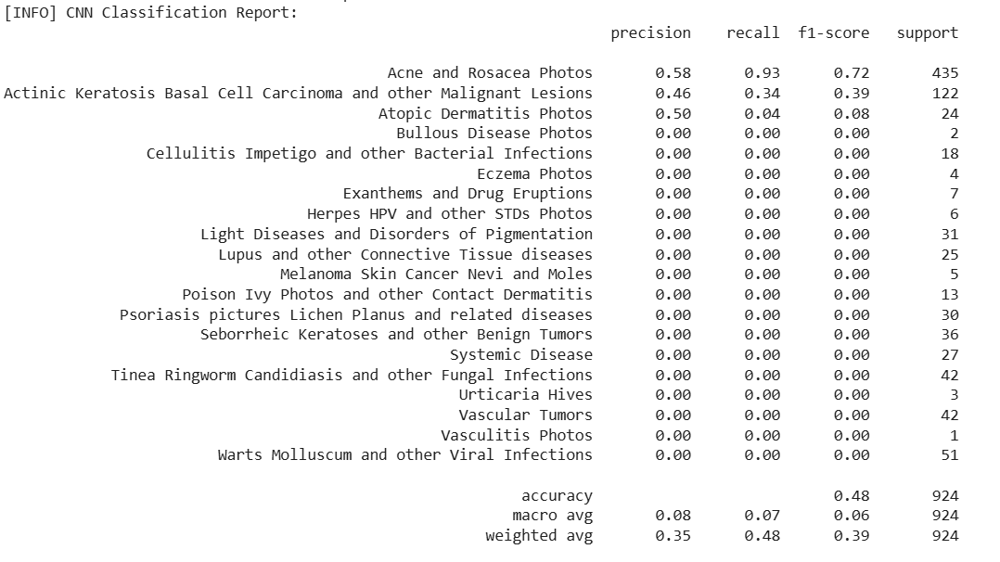 [INFO] CNN Classification Report:
precision recall f1-score support
Acne and Rosacea Photos 0.58 0.93 0.72 435
Actinic Keratosis Basal Cell Carcinoma and other Malignant Lesions 0.46 0.34 0.39 122
Atopic Dermatitis Photos 0.50 0.04 0.08 24
Bullous Disease Photos 0.00 0.00 0.00 2
Cellulitis Impetigo and other Bacterial Infections 0.00 0.00 0.00 18
Eczema Photos 0.00 0.00 0.00 4
Exanthems and Drug Eruptions 0.00 0.00 0.00 7
Herpes HPV and other STDs Photos 0.00 0.00 0.00 6
Light Diseases and Disorders of Pigmentation 0.00 0.00 0.00 31
Lupus and other Connective Tissue diseases 0.00 0.00 0.00 25
Melanoma Skin Cancer Nevi and Moles 0.00 0.00 0.00 5
Poison Ivy Photos and other Contact Dermatitis 0.00 0.00 0.00 13
Psoriasis pictures Lichen Planus and related diseases 0.00 0.00 0.00 30
Seborrheic Keratoses and other Benign Tumors 0.00 0.00 0.00 36
Systemic Disease 0.00 0.00 0.00 27
Tinea Ringworm Candidiasis and other Fungal Infections 0.00 0.00 0.00 42
Urticaria Hives 0.00 0.00 0.00 3
Vascular Tumors 0.00 0.00 0.00 42
Vasculitis Photos 0.00 0.00 0.00 1
Warts Molluscum and other Viral Infections 0.00 0.00 0.00 51
accuracy 0.48 924
macro avg 0.08 0.07 0.06 924
weighted avg 0.35 0.48 0.39 924